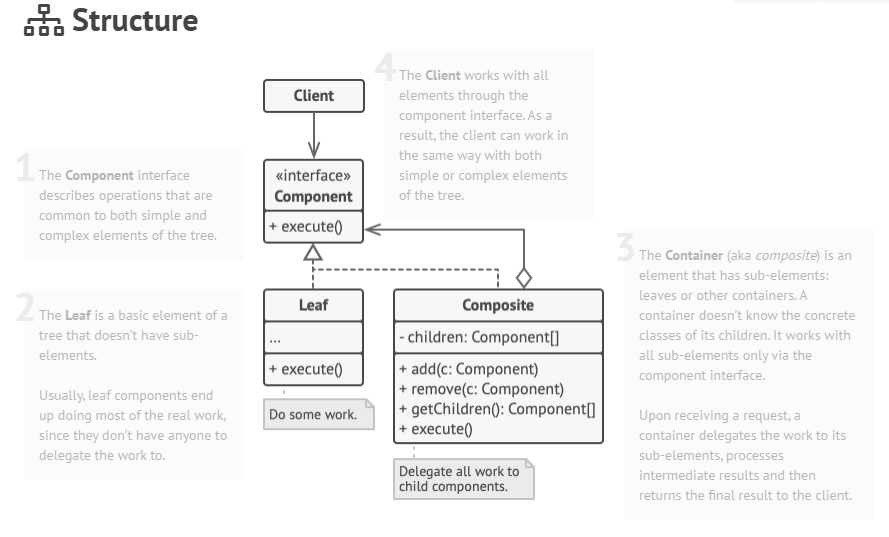 Structure
4
The Client works with all
elements through the
component interface. As a
result, the client can work in
the same way with both
simple or complex elements
of the tree.
Client
1
The Component interface
describes operations that are
common to both simple and
complex elements of the tree.
«interface»
Component
+ execute()
3
The Container (aka composite) is an
element that has sub-elements:
leaves or other containers. A
container doesn't know the concrete
classes of its children. It works with
all sub-elements only via the
component interface.
Upon receiving a request, a
container delegates the work to its
sub-elements, processes
intermediate results and then
returns the final result to the client.
2
The Leaf is a basic element of a
tree that doesn't have sub-
elements.
Usually, leaf components end
up doing most of the real work,
since they don't have anyone to
delegate the work to.
Leaf
...
+ execute()
Do some work.
Composite
- children: Component[]
+ add(c: Component)
+ remove(c: Component)
+ getChildren(): Component[]
+ execute()
Delegate all work to
child components.